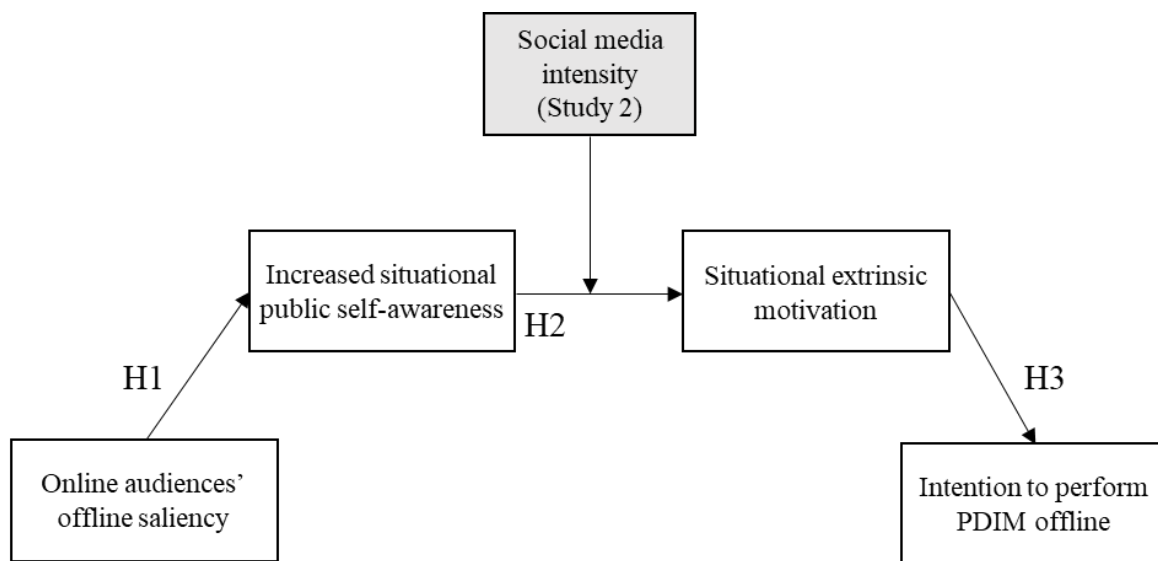 Social media
intensity
(Study 2)
Increased situational
public self-awareness
H2
Situational extrinsic
motivation
H1
H3
Online audiences’
offline saliency
Intention to perform
PDIM offline